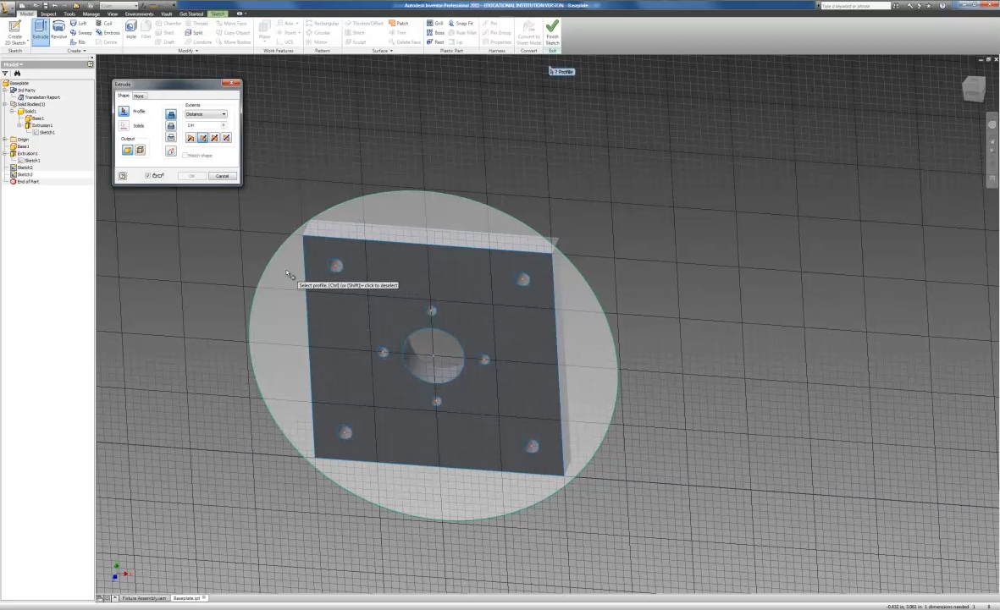 Autodesk Inventor Professional 2012 - EDUCATIONAL INSTITUTION VERSION - Baseplate
Type a keyword or phrase
Model Inspect Tools Manage View Environments Vault Get Started Sketch
Create 2D Sketch
Extrude
Revolve
Loft
Sweep
Rib
Coil
Emboss
Derive
Hole
Fillet
Chamfer
Shell
Draft
Thread
Split
Combine
Move Face
Copy Object
Move Bodies
Plane
Axis
Point
UCS
Rectangular
Circular
Mirror
Thicken/Offset
Stitch
Sculpt
Patch
Trim
Delete Face
Grill
Boss
Rest
Snap Fit
Rule Fillet
Lip
Pin
Group
Properties
Convert to Sheet Metal
Finish Sketch
Sketch Create Modify Work Features Pattern Surface Plastic Part Harness Convert Exit
Model
Baseplate
3rd Party
Translation Report
Solid Bodies(1)
Solid1
Base1
Extrusion1
Sketch1
Origin
Base1
Extrusion1
Sketch1
Sketch2
Sketch3
End of Part
Extrude
Shape More
Profile
Solids
Output
Extents
Distance
1 in
Match shape
OK Cancel
? Profile
Select profile. [Ctrl] (or [Shift])+click to deselect
Fixture Assembly.iam Baseplate.ipt
-0.432 in, 3.061 in 1 dimensions needed 1 8